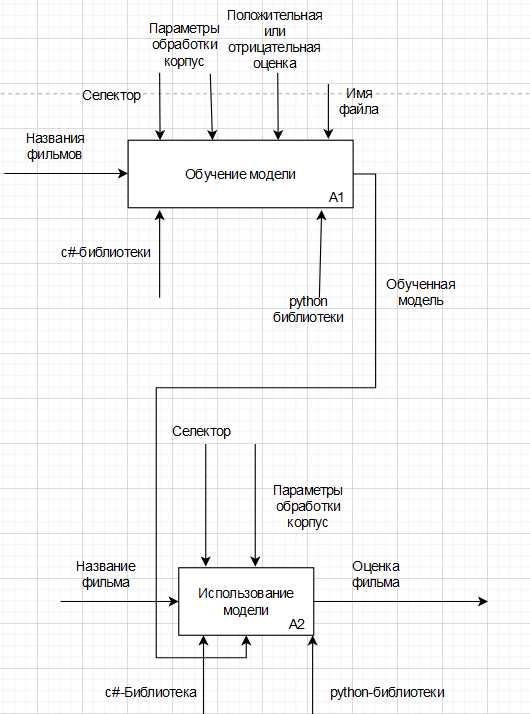 Положительная
или
отрицательная
оценка
Параметры
обработки
корпус
Селектор
Имя
файла
Названия
фильмов
Обучение модели
A1
c#-библиотеки
python
библиотеки
Обученная
модель
Селектор
Параметры
обработки
корпус
Название
фильма
Использование
модели
A2
Оценка
фильма
c#-Библиотека
python-библиотеки